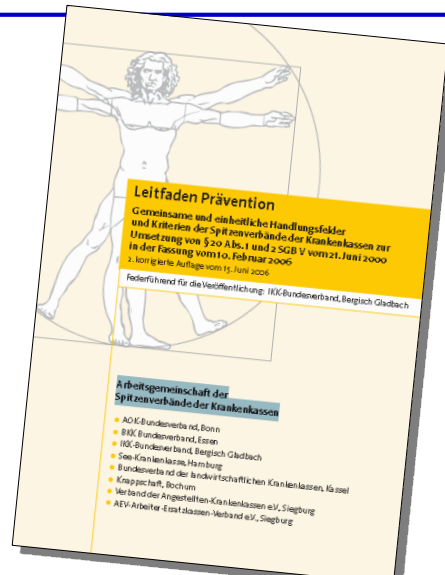 Leitfaden Prävention
Gemeinsame und einheitliche Handlungsfelder
und Kriterien der Spitzenverbände der Krankenkassen zur
Umsetzung von § 20 Abs. 1 und 2 SGB V vom 21. Juni 2000
in der Fassung vom 10. Februar 2006
2. korrigierte Auflage vom 15. Juni 2006
Federführend für die Veröffentlichung: IKK-Bundesverband, Bergisch Gladbach
Arbeitsgemeinschaft der
Spitzenverbände der Krankenkassen
• AOK-Bundesverband, Bonn
• BKK Bundesverband, Essen
• IKK-Bundesverband, Bergisch Gladbach
• See-Krankenkasse, Hamburg
• Bundesverband der landwirtschaftlichen Krankenkassen, Kassel
• Knappschaft, Bochum
• Verband der Angestellten-Krankenkassen e.V., Siegburg
• AEV-Arbeiter-Ersatzkassen-Verband e.V., Siegburg